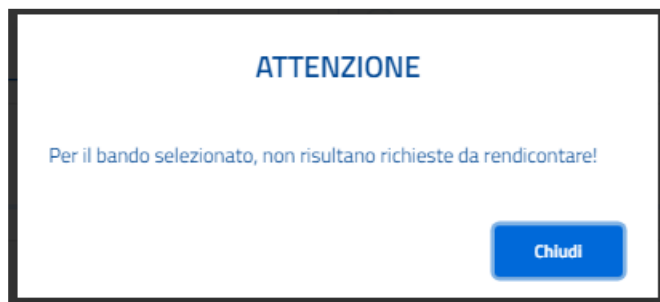 ATTENZIONE
Per il bando selezionato, non risultano richieste da rendicontare!
Chiudi